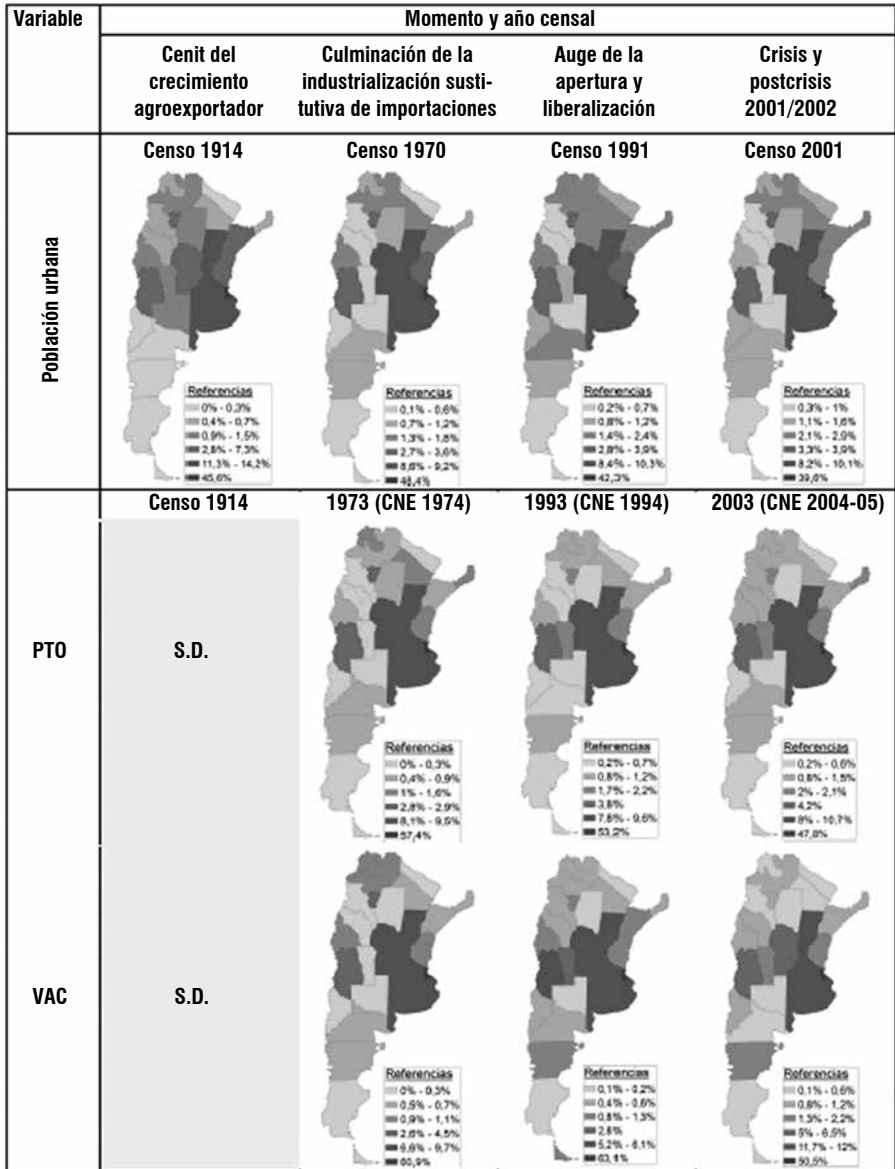 Variable
Momento y año censal
Cenit del
crecimiento
agroexportador
Culminación de la
industrialización susti-
tutiva de importaciones
Auge de la
apertura y
liberalización
Crisis y
postcrisis
2001/2002
Población urbana
Censo 1914
Censo 1970
Censo 1991
Censo 2001
Referencias
0% - 0,3%
0,4% - 0,7%
0,9% - 1,5%
2,8% - 7,3%
11,3% - 14,2%
45,6%
Referencias
0,1% - 0,6%
0,7% - 1,2%
1,3% - 1,8%
2,7% - 3,6%
8,6% - 9,2%
Referencias
0,2% - 0,7%
0,8% - 1,2%
1,4% - 2,4%
2,8% - 3,9%
8,4% - 10,3%
42,3%
Referencias
0,3% - 1%
1,1% - 1,6%
2,1% - 2,9%
3,3% - 3,9%
8,2% - 10,1%
39,6%
Censo 1914
1973 (CNE 1974)
1993 (CNE 1994)
2003 (CNE 2004-05)
PTO
S.D.
Referencias
0% - 0,3%
0,4% - 0,9%
1% - 1,6%
2,8% - 2,9%
8,1% - 9,5%
57,4%
Referencias
0,2% - 0,7%
0,8% - 1,2%
1,7% - 2,2%
3,8%
7,8% - 9,6%
53,2%
Referencias
0,2% - 0,6%
0,8% - 1,5%
2% - 2,1%
4,2%
8% - 10,7%
47,8%
VAC
S.D.
Referencias
0% - 0,3%
0,5% - 0,7%
0,9% - 1,1%
2,6% - 4,5%
6,6% - 9,7%
60,9%
Referencias
0,1% - 0,2%
0,4% - 0,6%
0,8% - 1,3%
2,8%
5,2% - 6,1%
63,1%
Referencias
0,1% - 0,6%
0,8% - 1,2%
1,3% - 2,2%
5% - 6,5%
11,7% - 12%
50,5%